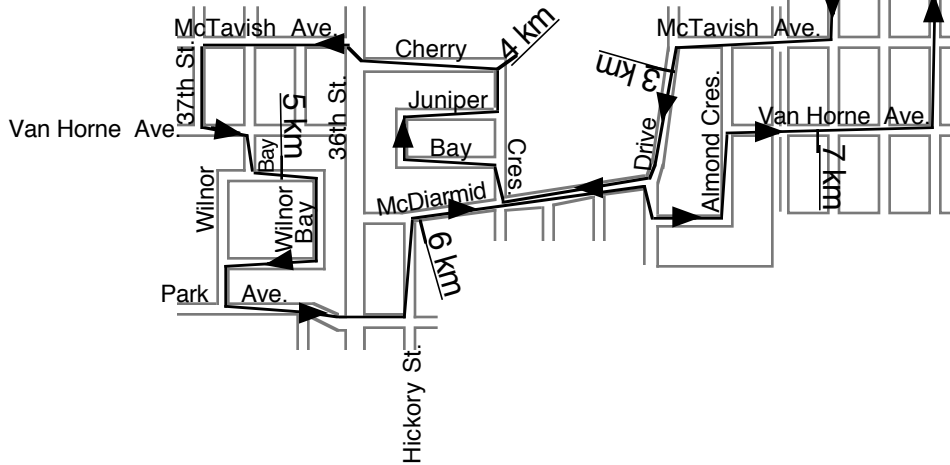 McTavish Ave.
37th St.
Cherry
4 km
3 km
McTavish Ave.
36th St.
5 km
Juniper
Almond Cres.
Van Horne Ave.
Van Horne Ave.
Bay
Bay
Cres.
Drive
7 km
Wilnor
Wilnor
Bay
McDiarmid
6 km
Park Ave.
Hickory St.